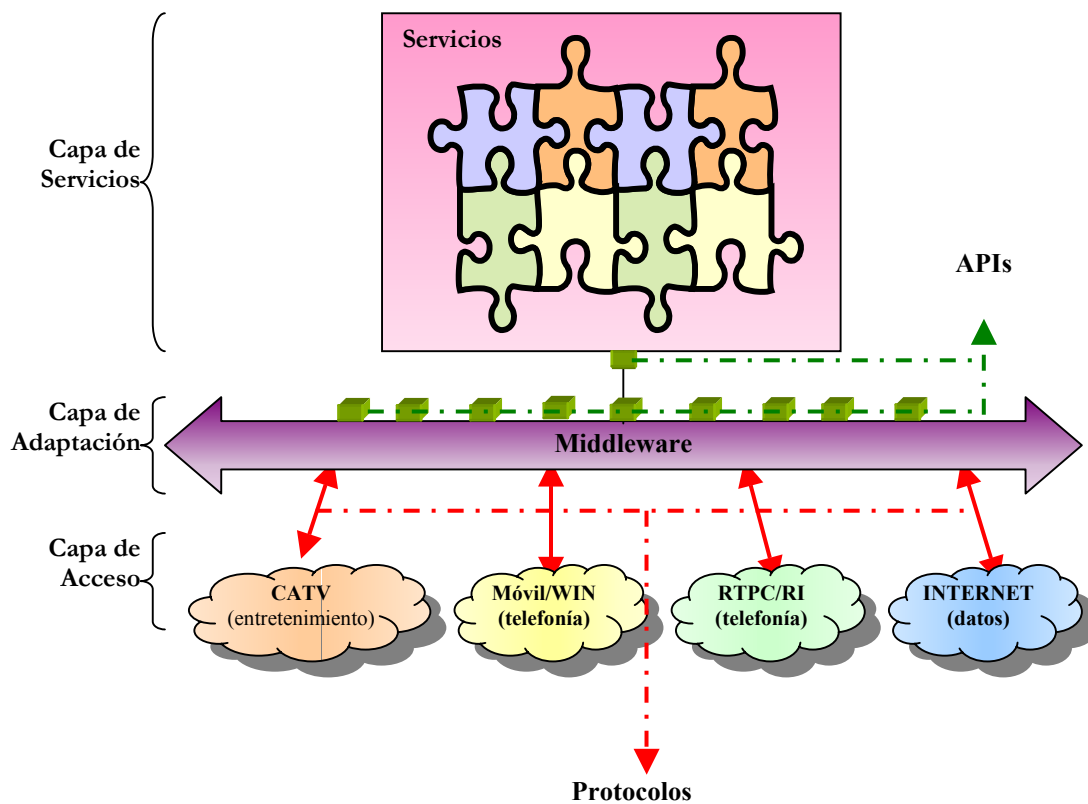 Servicios
Capa de
Servicios
APIs
Capa de
Adaptación
Middleware
Capa de
Acceso
CATV
(entretenimiento)
Móvil/WIN
(telefonía)
RTPC/RI
(telefonía)
INTERNET
(datos)
Protocolos